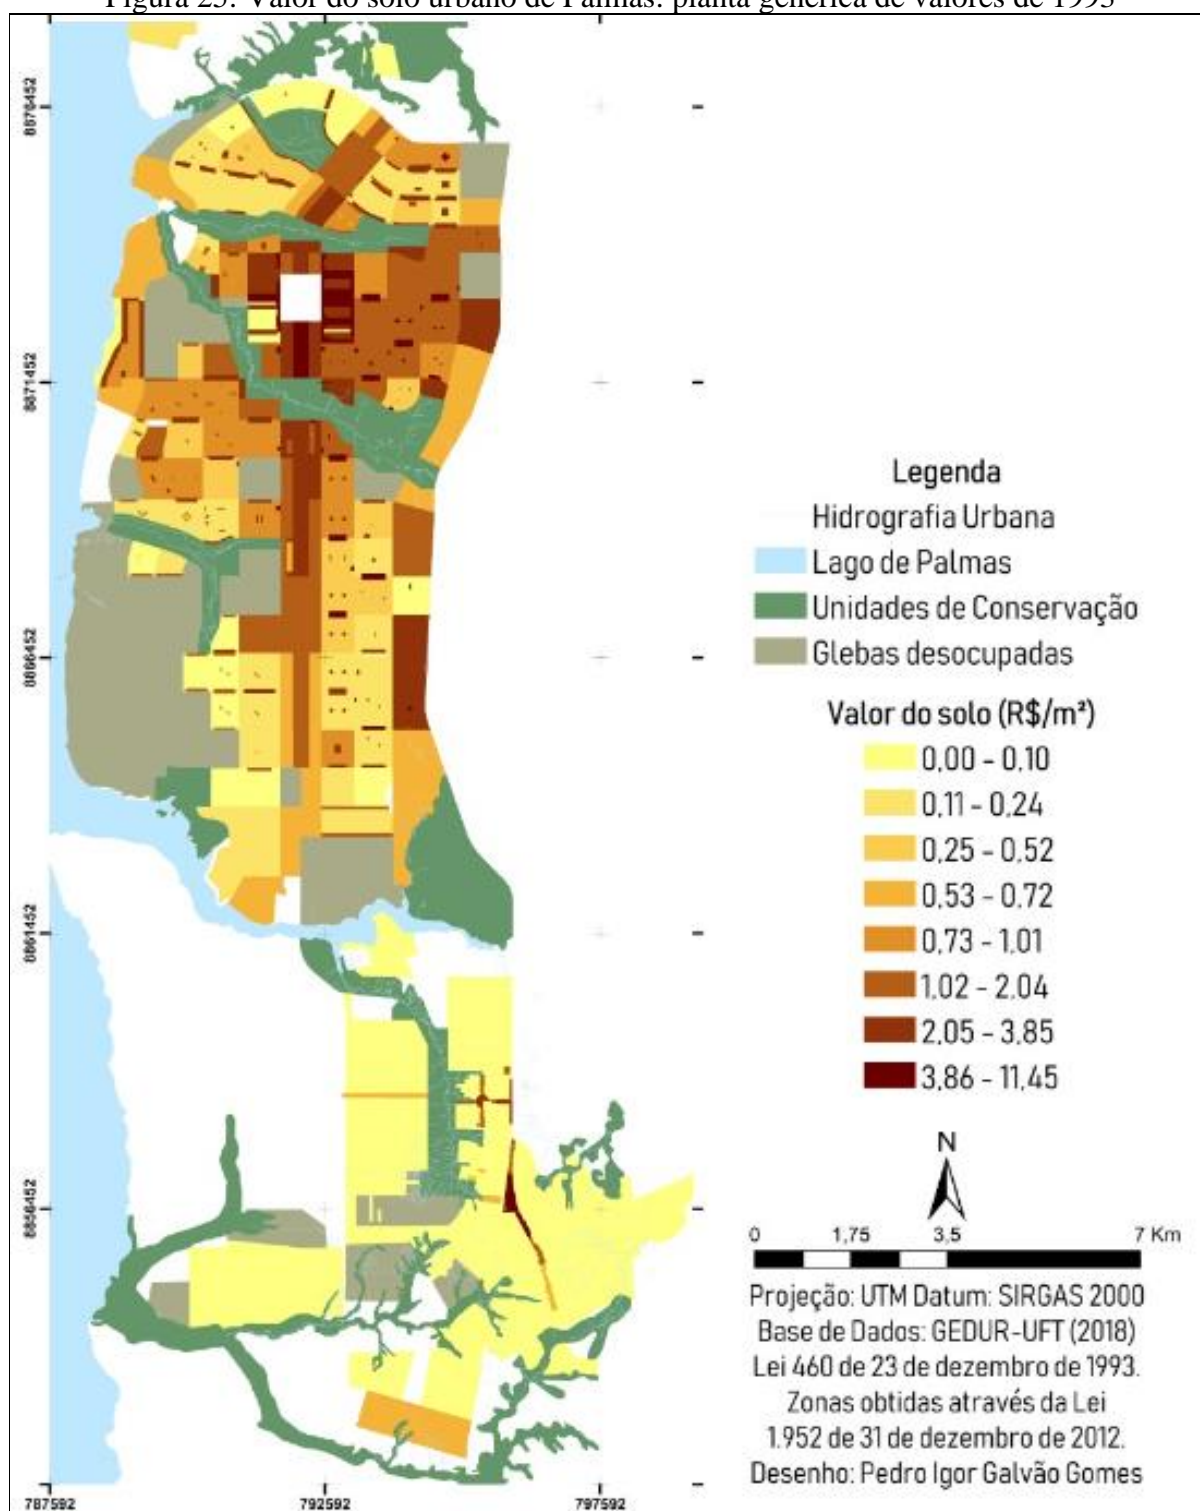 Figura 25: Valor do solo urbano de Palmas: planta genérica de valores de 1993
8876452
8871452
8866452
8861452
8856452
787592
792592
797592
Legenda
Hidrografia Urbana
Lago de Palmas
Unidades de Conservação
Glebas desocupadas
Valor do solo (R$/m²)
0,00 - 0,10
0,11 - 0,24
0,25 - 0,52
0,53 - 0,72
0,73 - 1,01
1,02 - 2,04
2,05 - 3,85
3,86 - 11,45
N
0 1,75 3,5 7 Km
Projeção: UTM Datum: SIRGAS 2000
Base de Dados: GEDUR-UFT (2018)
Lei 460 de 23 de dezembro de 1993.
Zonas obtidas através da Lei
1.952 de 31 de dezembro de 2012.
Desenho: Pedro Igor Galvão Gomes